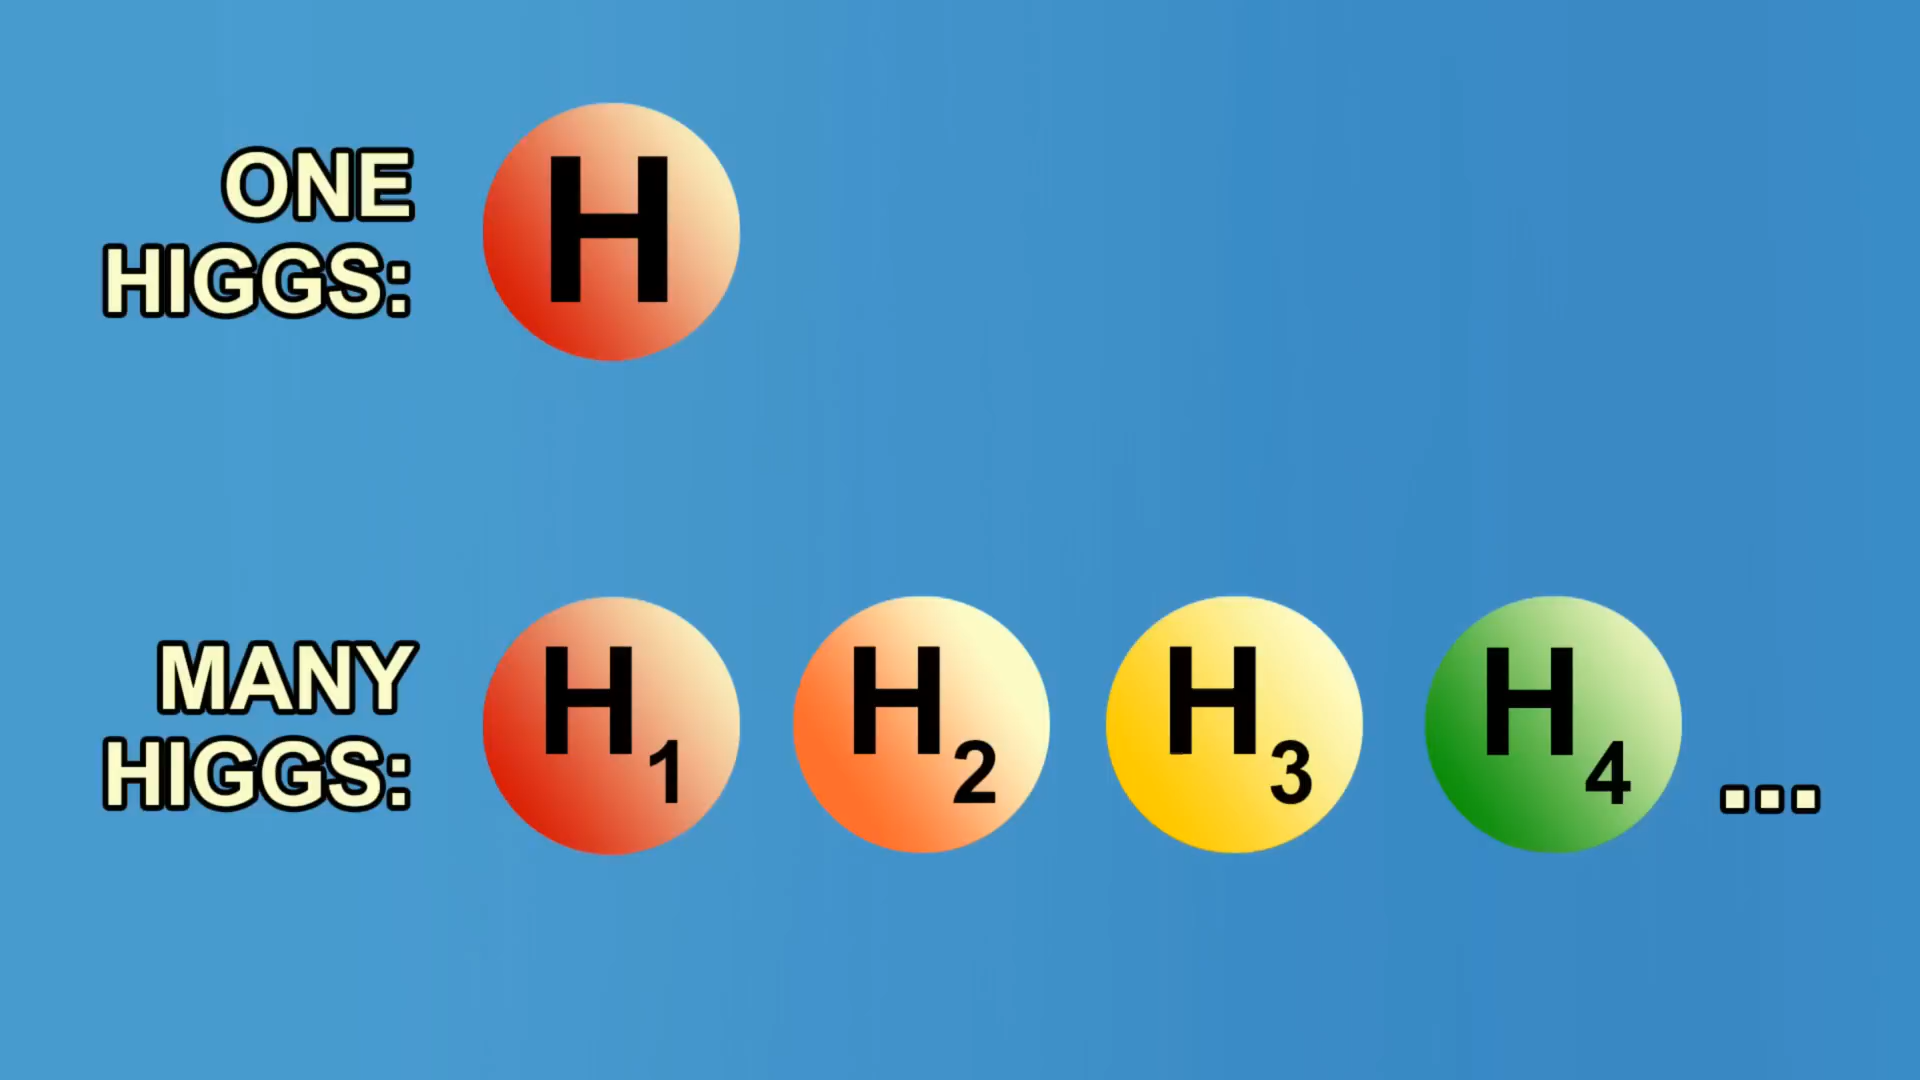 ONE
HIGGS:
H
MANY
HIGGS:
H₁ H₂ H₃ H₄ ...